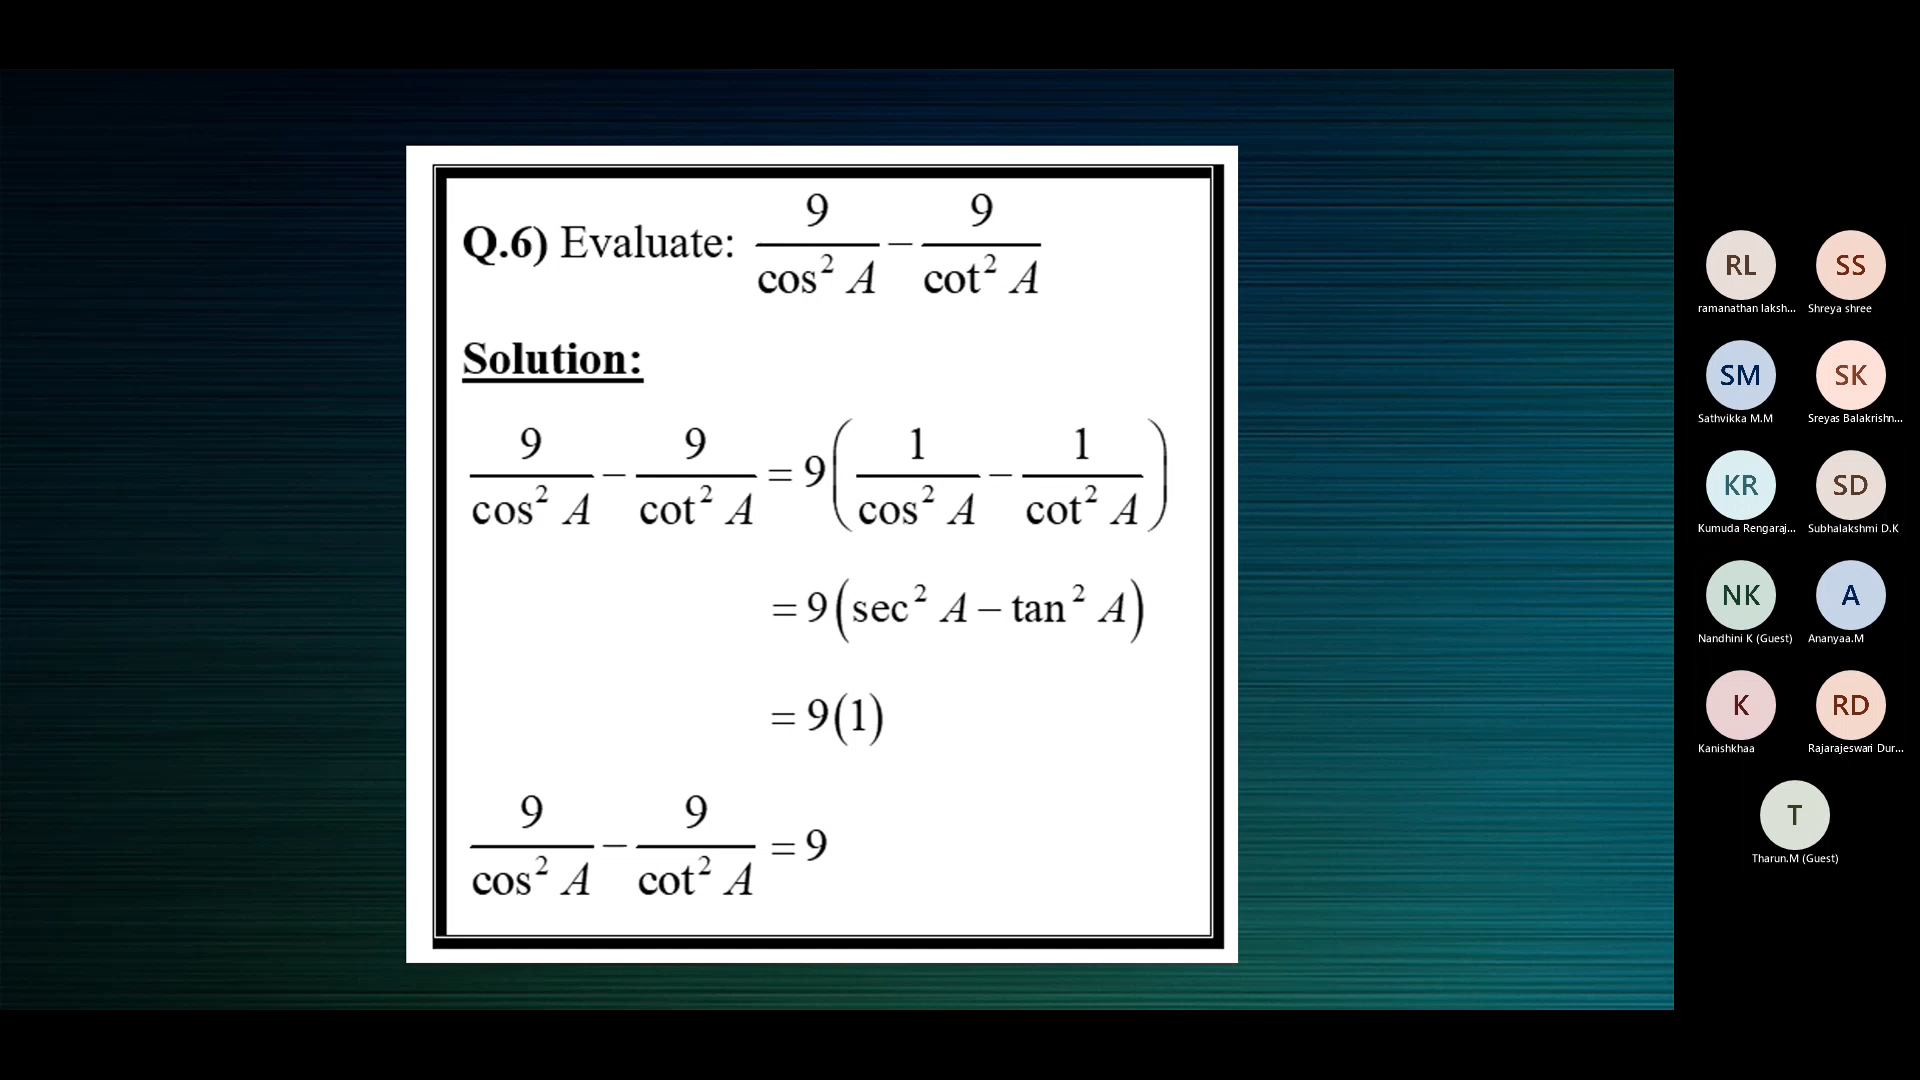 Q.6) Evaluate: 9/cos² A − 9/cot² A
Solution:
9/cos² A − 9/cot² A = 9(1/cos² A − 1/cot² A)
= 9(sec² A − tan² A)
= 9(1)
9/cos² A − 9/cot² A = 9
RL SS
ramanathan laksh... Shreya shree
SM SK
Sathvikka M.M Sreyas Balakrishn...
KR SD
Kumuda Rengaraj... Subhalakshmi D.K
NK A
Nandhini K (Guest) Ananyaa.M
K RD
Kanishkhaa Rajarajeswari Dur...
T
Tharun.M (Guest)